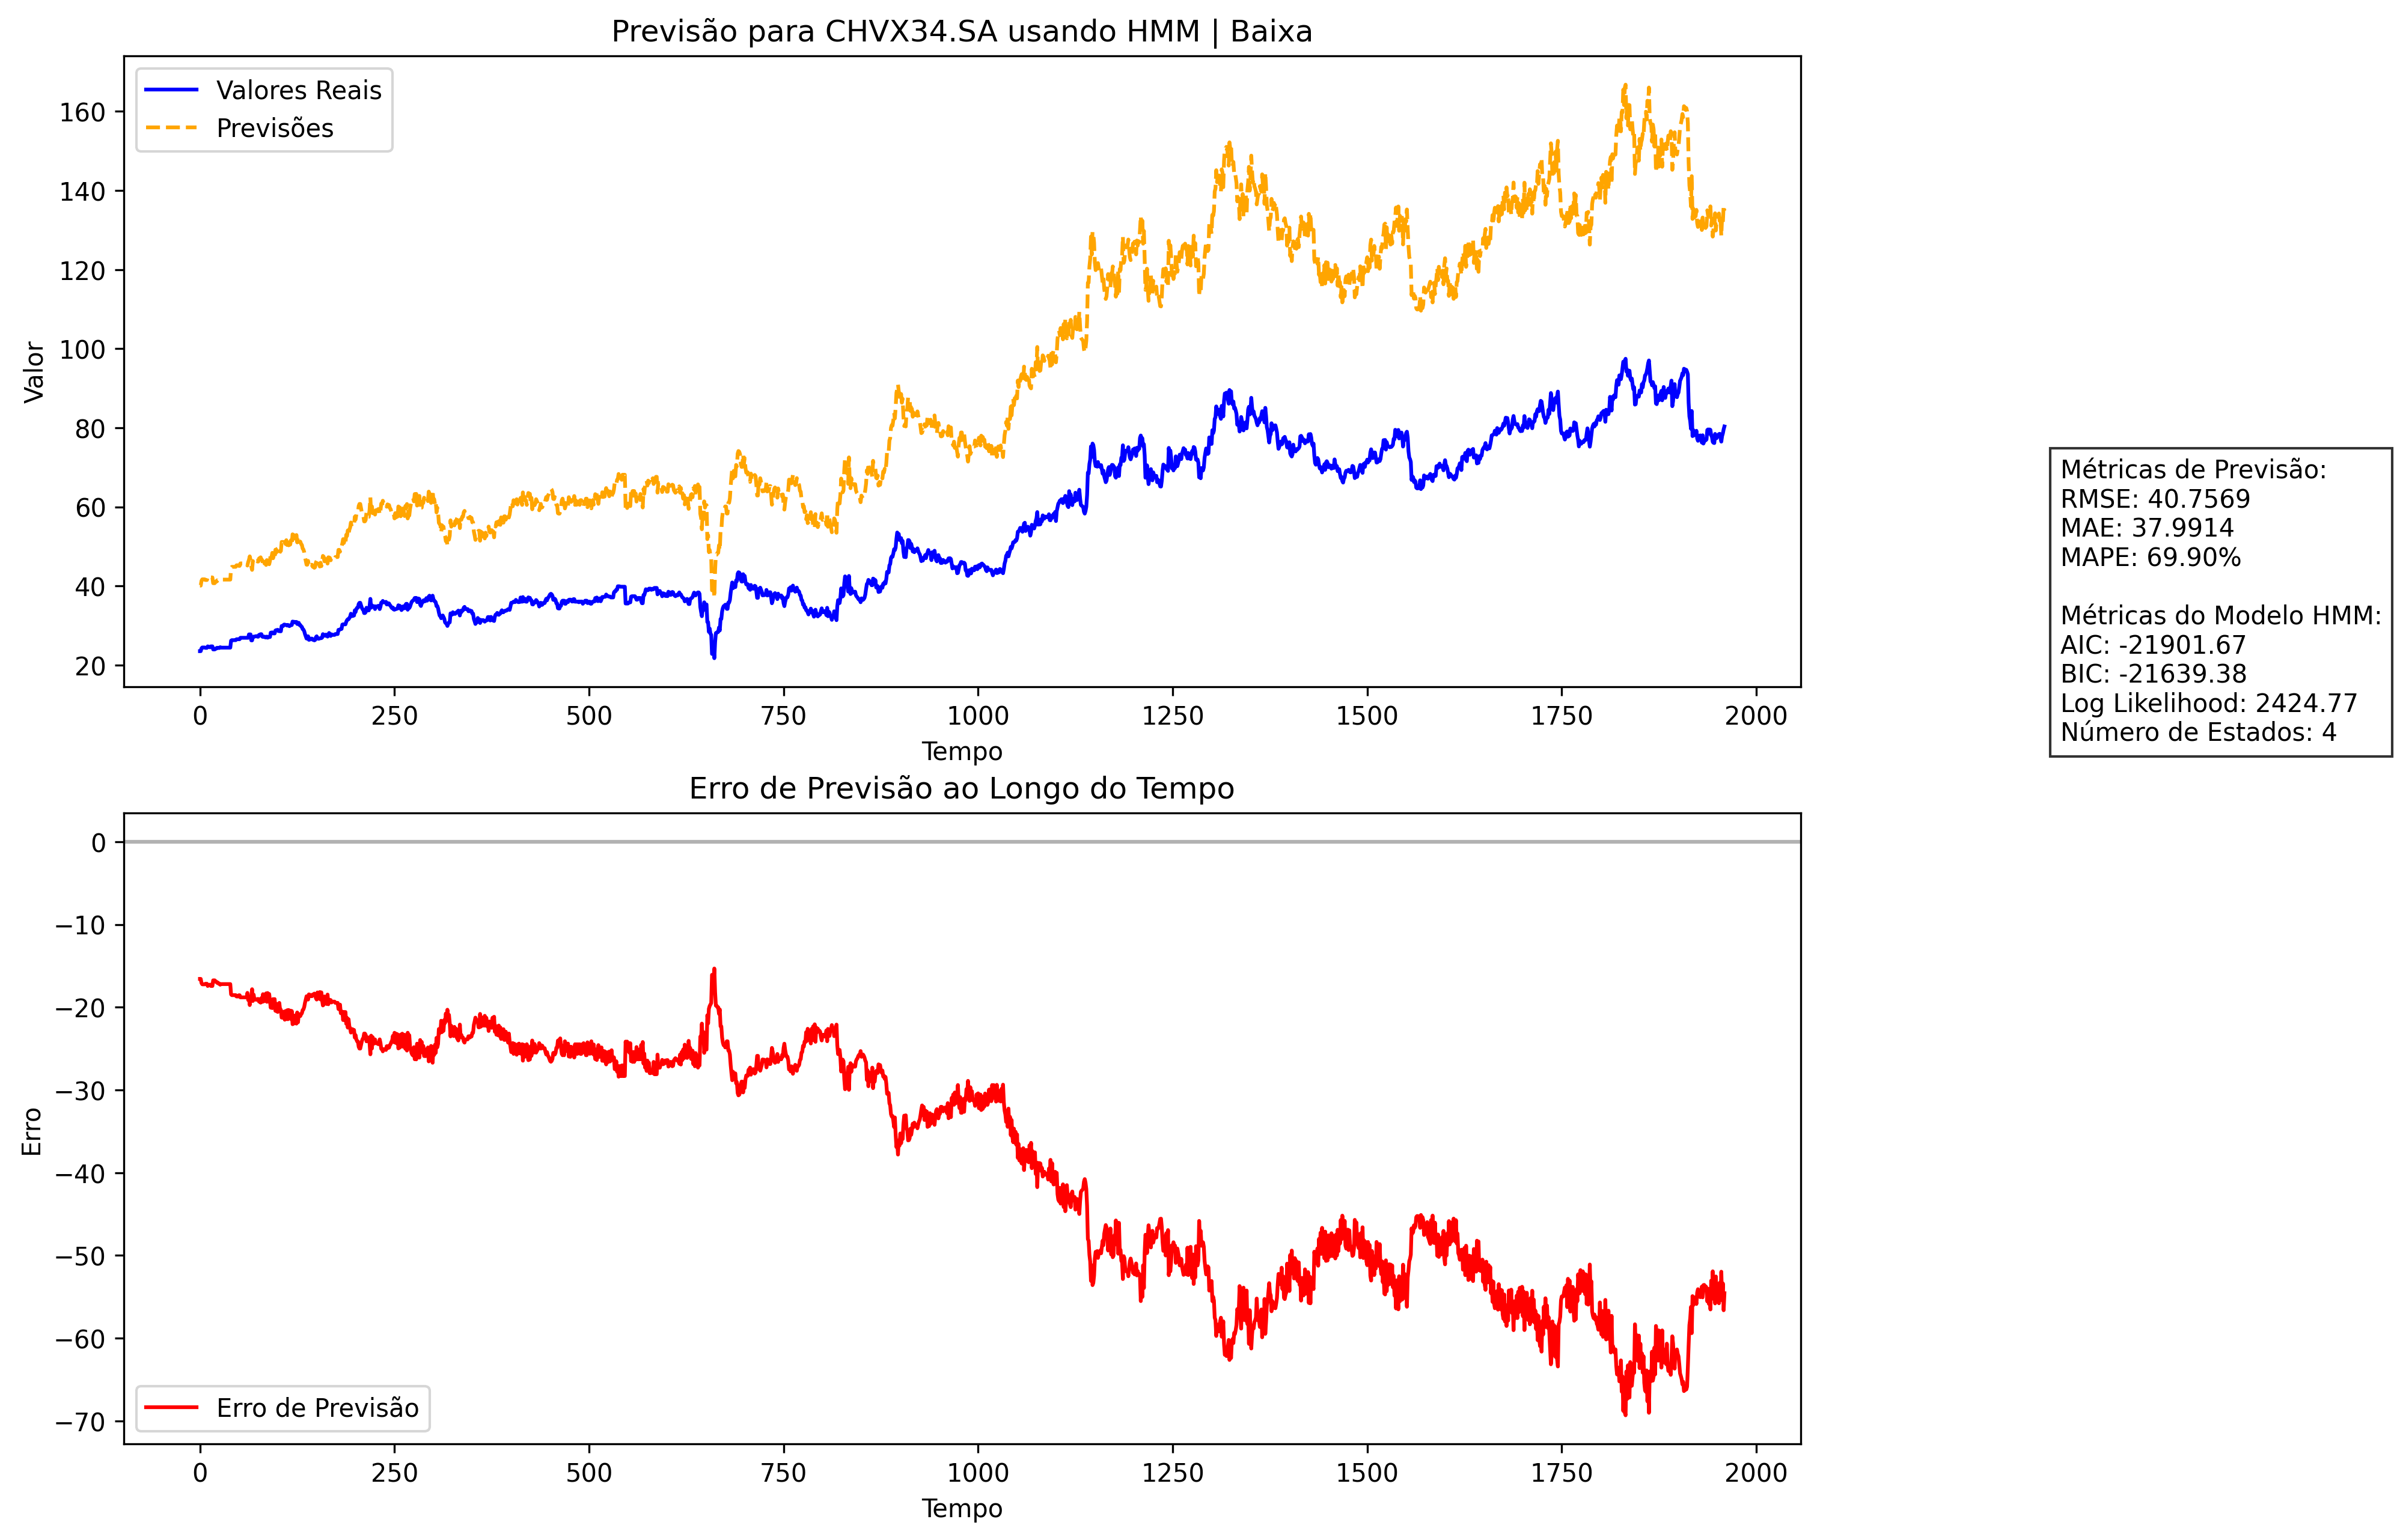 Previsão para CHVX34.SA usando HMM | Baixa
Valores Reais
Previsões
Valor
160
140
120
100
80
60
40
20
0 250 500 750 1000 1250 1500 1750 2000
Tempo
Métricas de Previsão:
RMSE: 40.7569
MAE: 37.9914
MAPE: 69.90%
Métricas do Modelo HMM:
AIC: -21901.67
BIC: -21639.38
Log Likelihood: 2424.77
Número de Estados: 4
Erro de Previsão ao Longo do Tempo
Erro
0
−10
−20
−30
−40
−50
−60
−70
Erro de Previsão
0 250 500 750 1000 1250 1500 1750 2000
Tempo